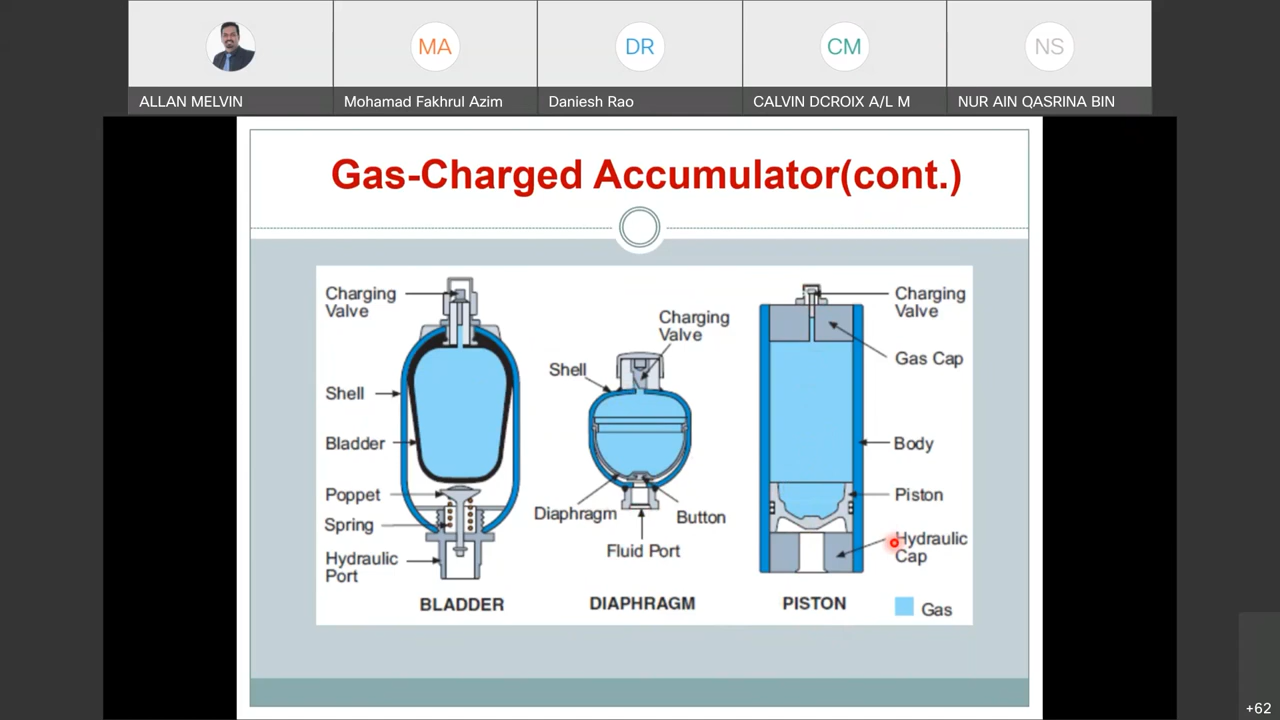 MA
DR
CM
NS
ALLAN MELVIN
Mohamad Fakhrul Azim
Daniesh Rao
CALVIN DCROIX A/L M
NUR AIN QASRINA BIN
Gas-Charged Accumulator(cont.)
Charging
Valve
Shell
Bladder
Poppet
Spring
Hydraulic
Port
BLADDER
Charging
Valve
Shell
Diaphragm
Button
Fluid Port
DIAPHRAGM
Charging
Valve
Gas Cap
Body
Piston
Hydraulic
Cap
PISTON
Gas
+62